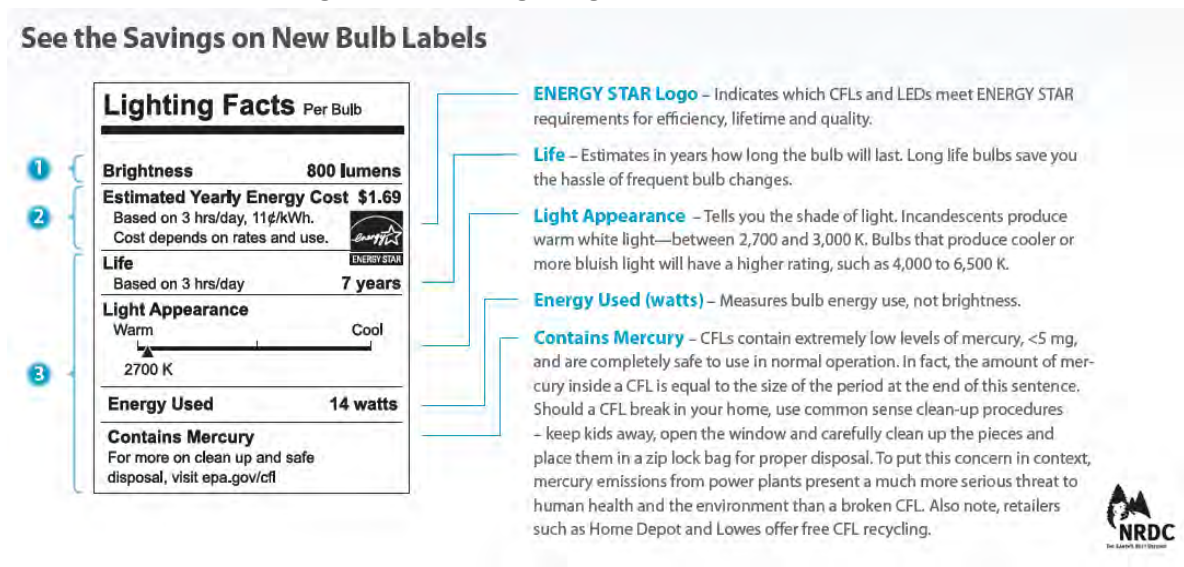 See the Savings on New Bulb Labels
Lighting Facts Per Bulb
1
Brightness 800 lumens
2
Estimated Yearly Energy Cost $1.69
Based on 3 hrs/day, 11¢/kWh.
Cost depends on rates and use.
energy
ENERGY STAR
3
Life
Based on 3 hrs/day 7 years
Light Appearance
Warm Cool
2700 K
Energy Used 14 watts
Contains Mercury
For more on clean up and safe
disposal, visit epa.gov/cfl
ENERGY STAR Logo – Indicates which CFLs and LEDs meet ENERGY STAR
requirements for efficiency, lifetime and quality.
Life – Estimates in years how long the bulb will last. Long life bulbs save you
the hassle of frequent bulb changes.
Light Appearance – Tells you the shade of light. Incandescents produce
warm white light—between 2,700 and 3,000 K. Bulbs that produce cooler or
more bluish light will have a higher rating, such as 4,000 to 6,500 K.
Energy Used (watts) – Measures bulb energy use, not brightness.
Contains Mercury – CFLs contain extremely low levels of mercury, <5 mg,
and are completely safe to use in normal operation. In fact, the amount of mer-
cury inside a CFL is equal to the size of the period at the end of this sentence.
Should a CFL break in your home, use common sense clean-up procedures
– keep kids away, open the window and carefully clean up the pieces and
place them in a zip lock bag for proper disposal. To put this concern in context,
mercury emissions from power plants present a much more serious threat to
human health and the environment than a broken CFL. Also note, retailers
such as Home Depot and Lowes offer free CFL recycling.
NRDC
THE EARTH'S BEST DEFENSE